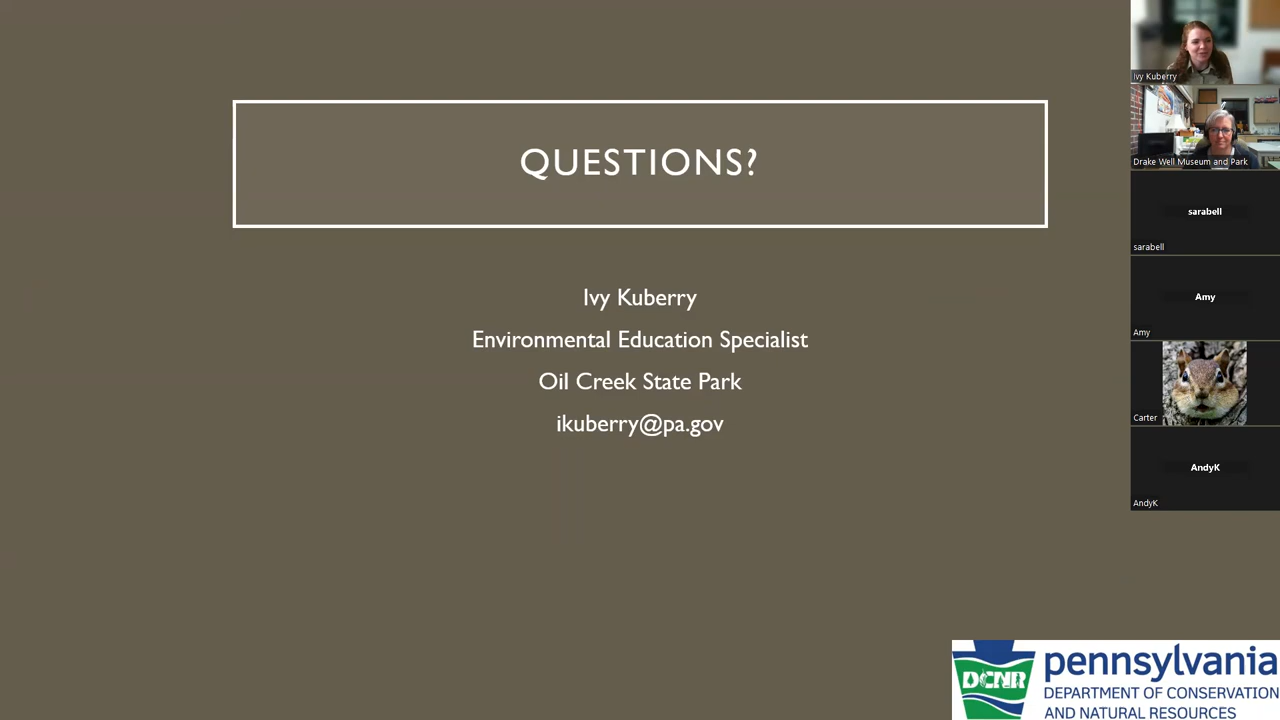 QUESTIONS?
Ivy Kuberry
Environmental Education Specialist
Oil Creek State Park
ikuberry@pa.gov
Ivy Kuberry
Drake Well Museum and Park
sarabell
sarabell
Amy
Amy
Carter
AndyK
AndyK
DCNR
pennsylvania
DEPARTMENT OF CONSERVATION
AND NATURAL RESOURCES